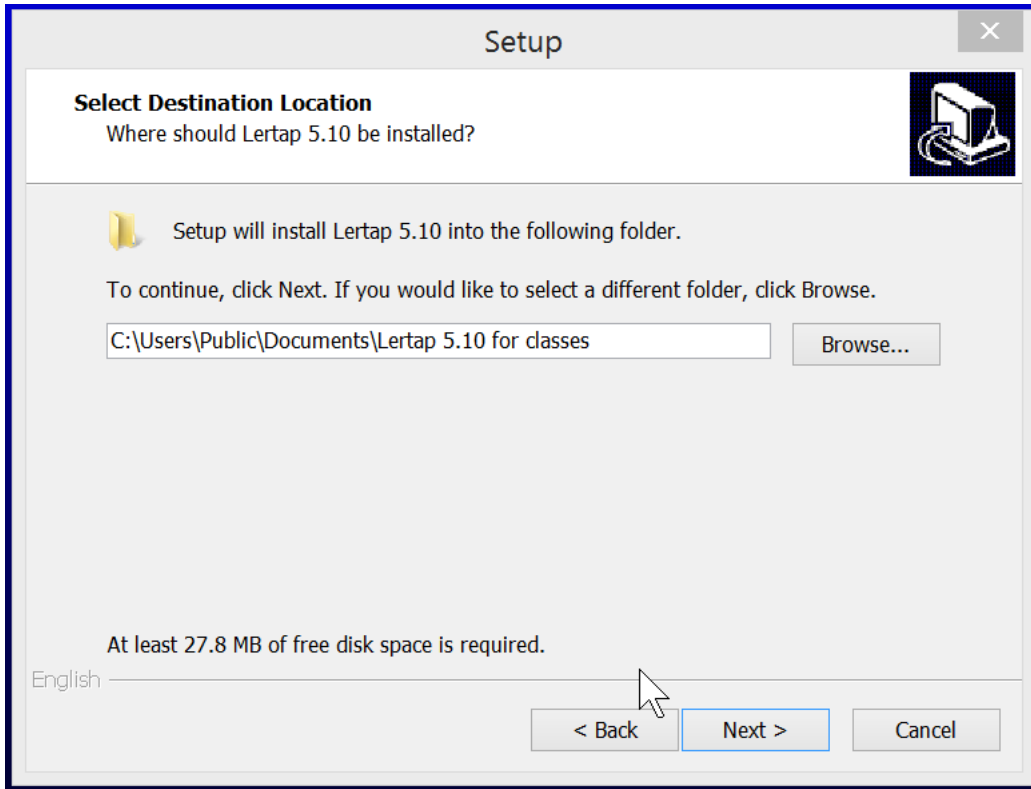 Setup
Select Destination Location
Where should Lertap 5.10 be installed?
Setup will install Lertap 5.10 into the following folder.
To continue, click Next. If you would like to select a different folder, click Browse.
C:\Users\Public\Documents\Lertap 5.10 for classes
Browse...
At least 27.8 MB of free disk space is required.
English
< Back
Next >
Cancel